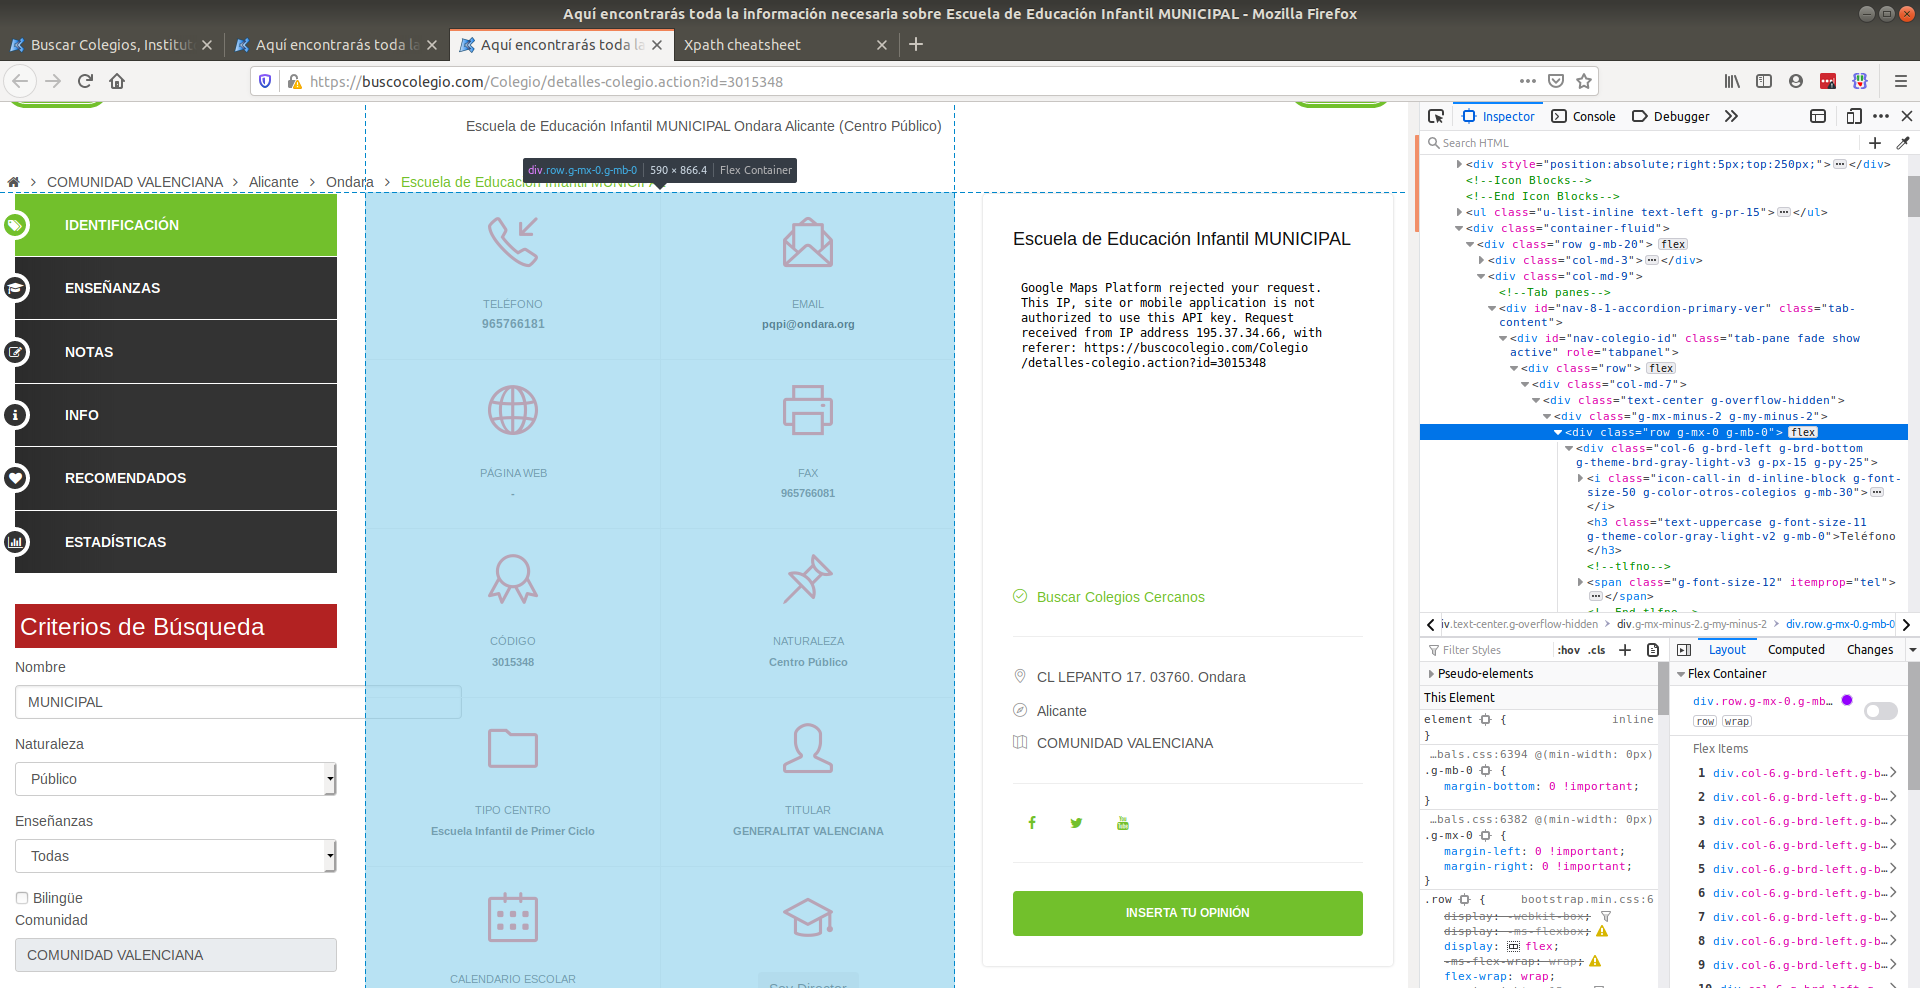 Aquí encontrarás toda la información necesaria sobre Escuela de Educación Infantil MUNICIPAL - Mozilla Firefox
Buscar Colegios, Institut
Aquí encontrarás toda la
Aquí encontrarás toda la
Xpath cheatsheet
https://buscocolegio.com/Colegio/detalles-colegio.action?id=3015348
Escuela de Educación Infantil MUNICIPAL Ondara Alicante (Centro Público)
div.row.g-mx-0.g-mb-0 590 × 866.4 Flex Container
COMUNIDAD VALENCIANA > Alicante > Ondara > Escuela de Educación Infantil MUNICIPAL
IDENTIFICACIÓN
ENSEÑANZAS
NOTAS
INFO
RECOMENDADOS
ESTADÍSTICAS
Criterios de Búsqueda
Nombre
MUNICIPAL
Naturaleza
Público
Enseñanzas
Todas
Bilingüe
Comunidad
COMUNIDAD VALENCIANA
TELÉFONO
965766181
EMAIL
pqpi@ondara.org
PÁGINA WEB
-
FAX
965766081
CÓDIGO
3015348
NATURALEZA
Centro Público
TIPO CENTRO
Escuela Infantil de Primer Ciclo
TITULAR
GENERALITAT VALENCIANA
CALENDARIO ESCOLAR
Soy Director
Escuela de Educación Infantil MUNICIPAL
Google Maps Platform rejected your request.
This IP, site or mobile application is not
authorized to use this API key. Request
received from IP address 195.37.34.66, with
referer: https://buscocolegio.com/Colegio
/detalles-colegio.action?id=3015348
Buscar Colegios Cercanos
CL LEPANTO 17. 03760. Ondara
Alicante
COMUNIDAD VALENCIANA
INSERTA TU OPINIÓN
Inspector Console Debugger
Search HTML
<div style="position:absolute;right:5px;top:250px;">···</div>
<!--Icon Blocks-->
<!--End Icon Blocks-->
<ul class="u-list-inline text-left g-pr-15">···</ul>
<div class="container-fluid">
<div class="row g-mb-20"> flex
<div class="col-md-3">···</div>
<div class="col-md-9">
<!--Tab panes-->
<div id="nav-8-1-accordion-primary-ver" class="tab-
content">
<div id="nav-colegio-id" class="tab-pane fade show
active" role="tabpanel">
<div class="row"> flex
<div class="col-md-7">
<div class="text-center g-overflow-hidden">
<div class="g-mx-minus-2 g-my-minus-2">
<div class="row g-mx-0 g-mb-0"> flex
<div class="col-6 g-brd-left g-brd-bottom
g-theme-brd-gray-light-v3 g-px-15 g-py-25">
<i class="icon-call-in d-inline-block g-font-
size-50 g-color-otros-colegios g-mb-30">···
</i>
<h3 class="text-uppercase g-font-size-11
g-theme-color-gray-light-v2 g-mb-0">Teléfono
</h3>
<!--tlfno-->
<span class="g-font-size-12" itemprop="tel">
···</span>
<!--End tlfno-->
iv.text-center.g-overflow-hidden > div.g-mx-minus-2.g-my-minus-2 > div.row.g-mx-0.g-mb-0
Filter Styles :hov .cls +
Pseudo-elements
This Element
element { inline
}
…bals.css:6394 @(min-width: 0px)
.g-mb-0 {
margin-bottom: 0 !important;
}
…bals.css:6382 @(min-width: 0px)
.g-mx-0 {
margin-left: 0 !important;
margin-right: 0 !important;
}
.row { bootstrap.min.css:6
display: -webkit-box;
display: -ms-flexbox;
display: flex;
-ms-flex-wrap: wrap;
flex-wrap: wrap;
Layout Computed Changes
Flex Container
div.row.g-mx-0.g-mb…
row wrap
Flex Items
1 div.col-6.g-brd-left.g-b…
2 div.col-6.g-brd-left.g-b…
3 div.col-6.g-brd-left.g-b…
4 div.col-6.g-brd-left.g-b…
5 div.col-6.g-brd-left.g-b…
6 div.col-6.g-brd-left.g-b…
7 div.col-6.g-brd-left.g-b…
8 div.col-6.g-brd-left.g-b…
9 div.col-6.g-brd-left.g-b…
10 div.col-6.g-brd-left.g-b…